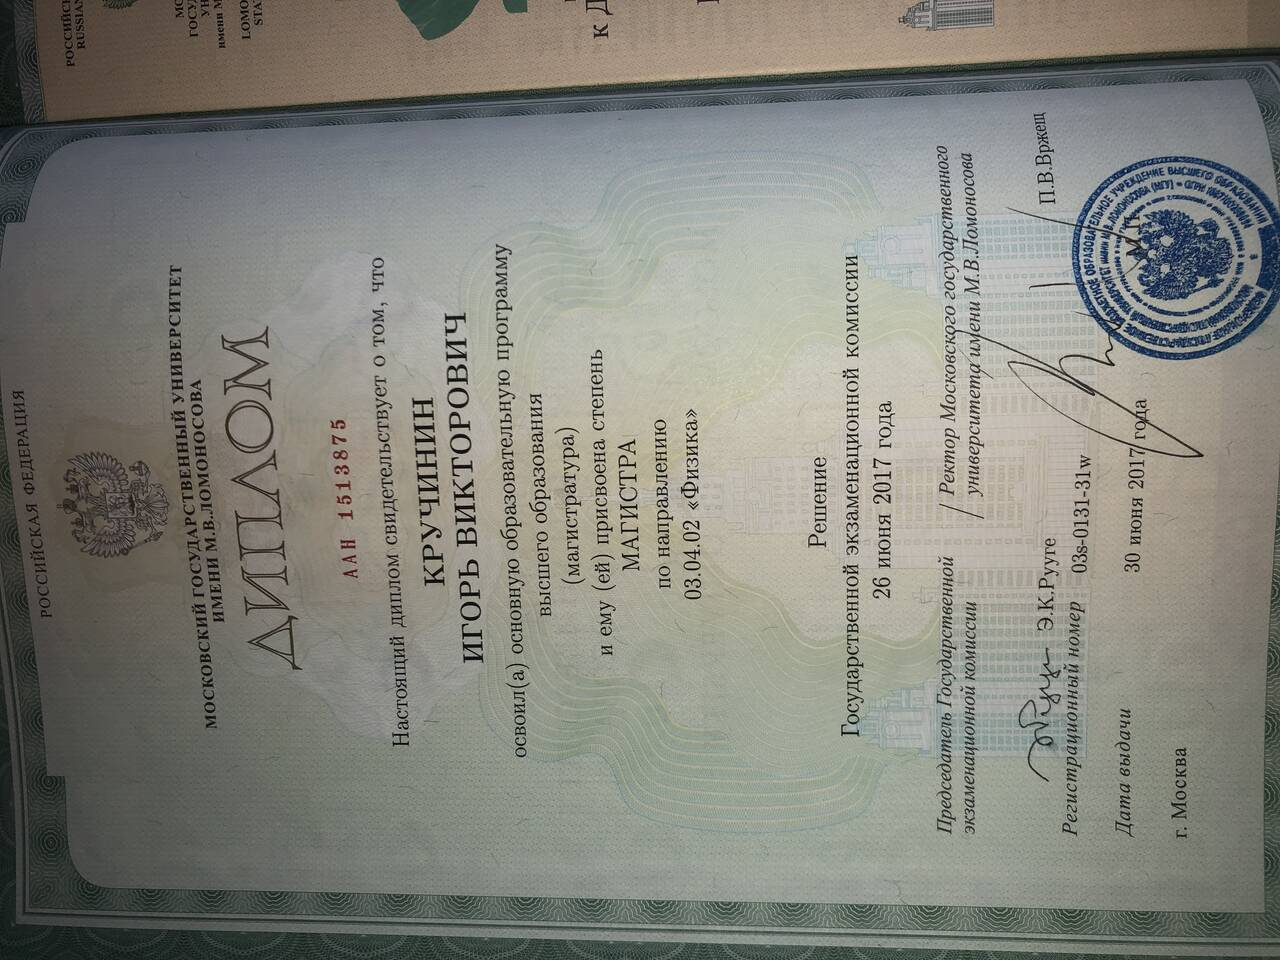 РОССИЙСКАЯ ФЕДЕРАЦИЯ
МОСКОВСКИЙ ГОСУДАРСТВЕННЫЙ УНИВЕРСИТЕТ
ИМЕНИ М.В.ЛОМОНОСОВА
ДИПЛОМ
ААН 1513875
Настоящий диплом свидетельствует о том, что
КРУЧИНИН
ИГОРЬ ВИКТОРОВИЧ
освоил(а) основную образовательную программу
высшего образования
(магистратура)
и ему (ей) присвоена степень
МАГИСТРА
по направлению
03.04.02 «Физика»
Решение
Государственной экзаменационной комиссии
26 июня 2017 года
Председатель Государственной
экзаменационной комиссии
Э.К.Рууге
Ректор Московского государственного
университета имени М.В.Ломоносова
П.В.Вржещ
М.П.
Регистрационный номер 03s-0131-31w
Дата выдачи 30 июня 2017 года
г. Москва